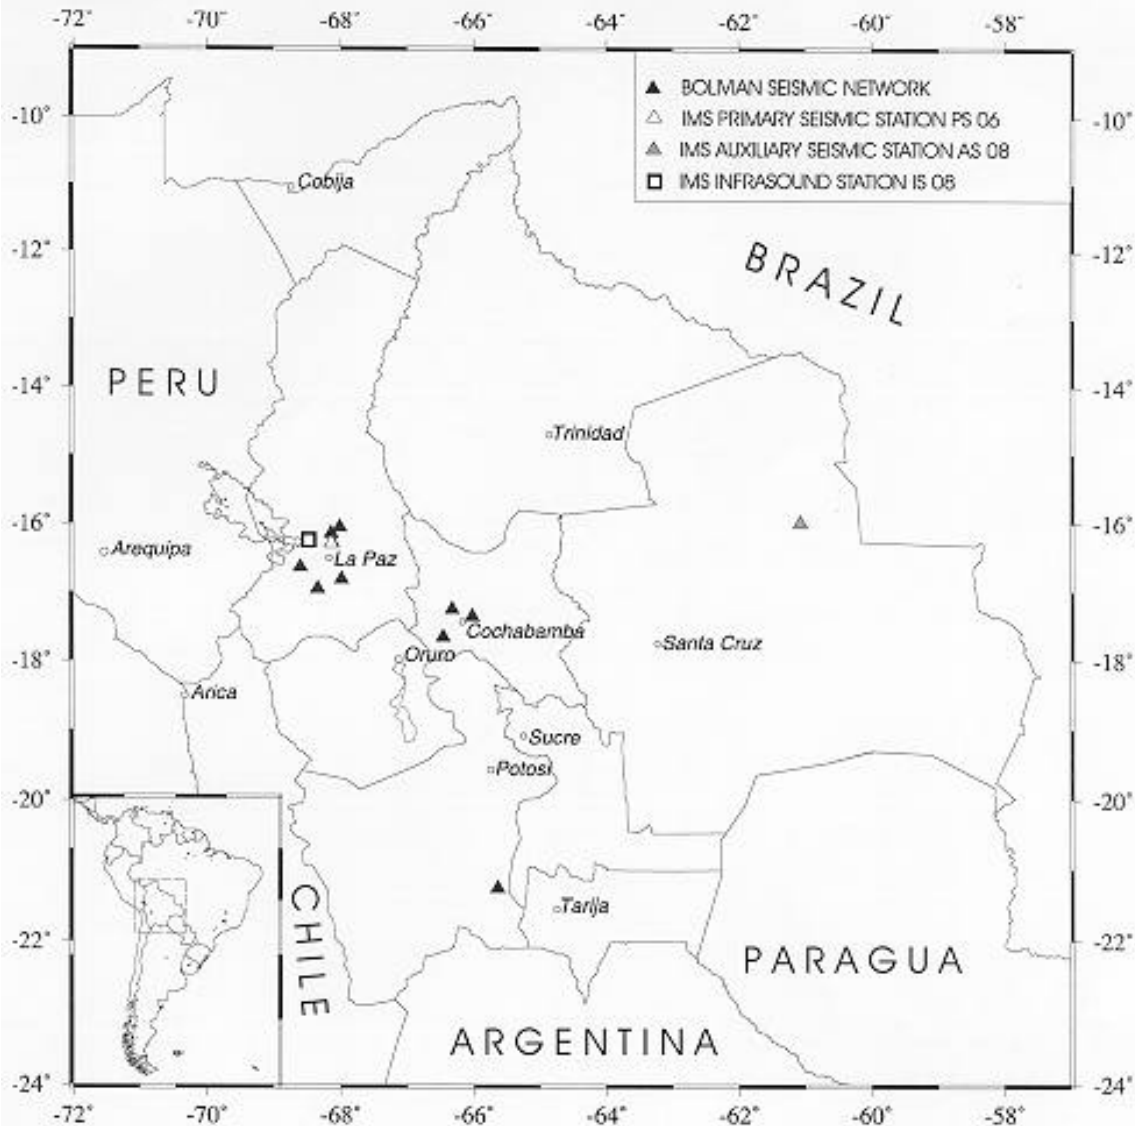 -72° -70° -68° -66° -64° -62° -60° -58°
BOLMAN SEISMIC NETWORK
IMS PRIMARY SEISMIC STATION PS 06
IMS AUXILIARY SEISMIC STATION AS 08
IMS INFRASOUND STATION IS 08
-10° -10°
Cobija
-12° -12°
BRAZIL
PERU
-14° -14°
Trinidad
-16° -16°
Arequipa
La Paz
Cochabamba
Santa Cruz
Oruro
-18° -18°
Arica
Sucre
Potosi
-20° -20°
CHILE
Tarija
-22° -22°
PARAGUA
ARGENTINA
-24° -24°
-72° -70° -68° -66° -64° -62° -60° -58°